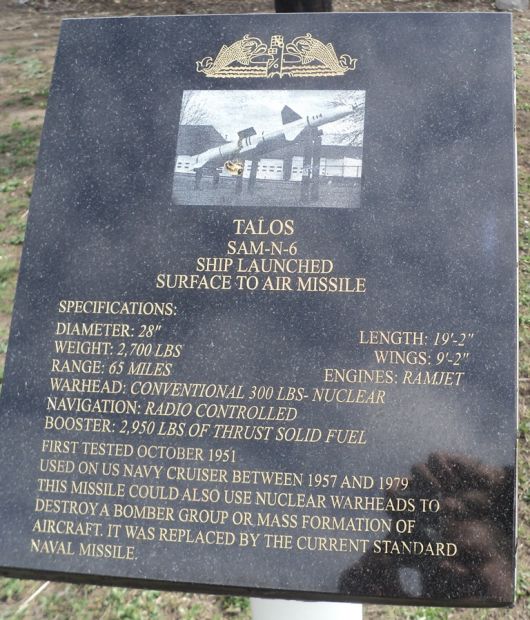 TALOS
SAM-N-6
SHIP LAUNCHED
SURFACE TO AIR MISSILE
SPECIFICATIONS:
DIAMETER: 28"
WEIGHT: 2,700 LBS
RANGE: 65 MILES
LENGTH: 19'-2"
WINGS: 9'-2"
ENGINES: RAMJET
WARHEAD: CONVENTIONAL 300 LBS- NUCLEAR
NAVIGATION: RADIO CONTROLLED
BOOSTER: 2,950 LBS OF THRUST SOLID FUEL
FIRST TESTED OCTOBER 1951
USED ON US NAVY CRUISER BETWEEN 1957 AND 1979
THIS MISSILE COULD ALSO USE NUCLEAR WARHEADS TO
DESTROY A BOMBER GROUP OR MASS FORMATION OF
AIRCRAFT. IT WAS REPLACED BY THE CURRENT STANDARD
NAVAL MISSILE.